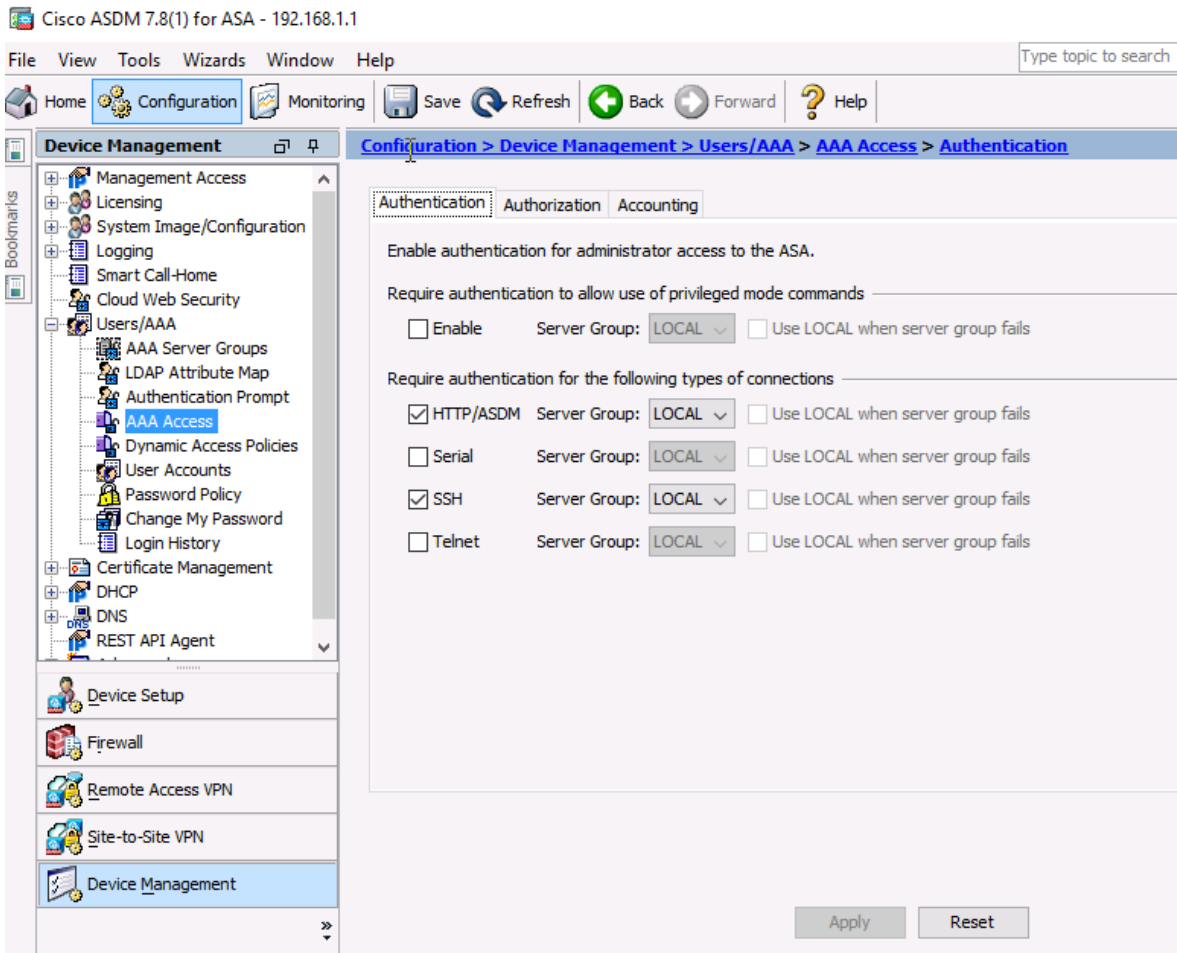 Cisco ASDM 7.8(1) for ASA - 192.168.1.1
File View Tools Wizards Window Help
Type topic to search
Home Configuration Monitoring Save Refresh Back Forward Help
Bookmarks
Device Management
Management Access
Licensing
System Image/Configuration
Logging
Smart Call-Home
Cloud Web Security
Users/AAA
AAA Server Groups
LDAP Attribute Map
Authentication Prompt
AAA Access
Dynamic Access Policies
User Accounts
Password Policy
Change My Password
Login History
Certificate Management
DHCP
DNS
REST API Agent
Device Setup
Firewall
Remote Access VPN
Site-to-Site VPN
Device Management
Configuration > Device Management > Users/AAA > AAA Access > Authentication
Authentication Authorization Accounting
Enable authentication for administrator access to the ASA.
Require authentication to allow use of privileged mode commands
Enable Server Group: LOCAL Use LOCAL when server group fails
Require authentication for the following types of connections
HTTP/ASDM Server Group: LOCAL Use LOCAL when server group fails
Serial Server Group: LOCAL Use LOCAL when server group fails
SSH Server Group: LOCAL Use LOCAL when server group fails
Telnet Server Group: LOCAL Use LOCAL when server group fails
Apply Reset